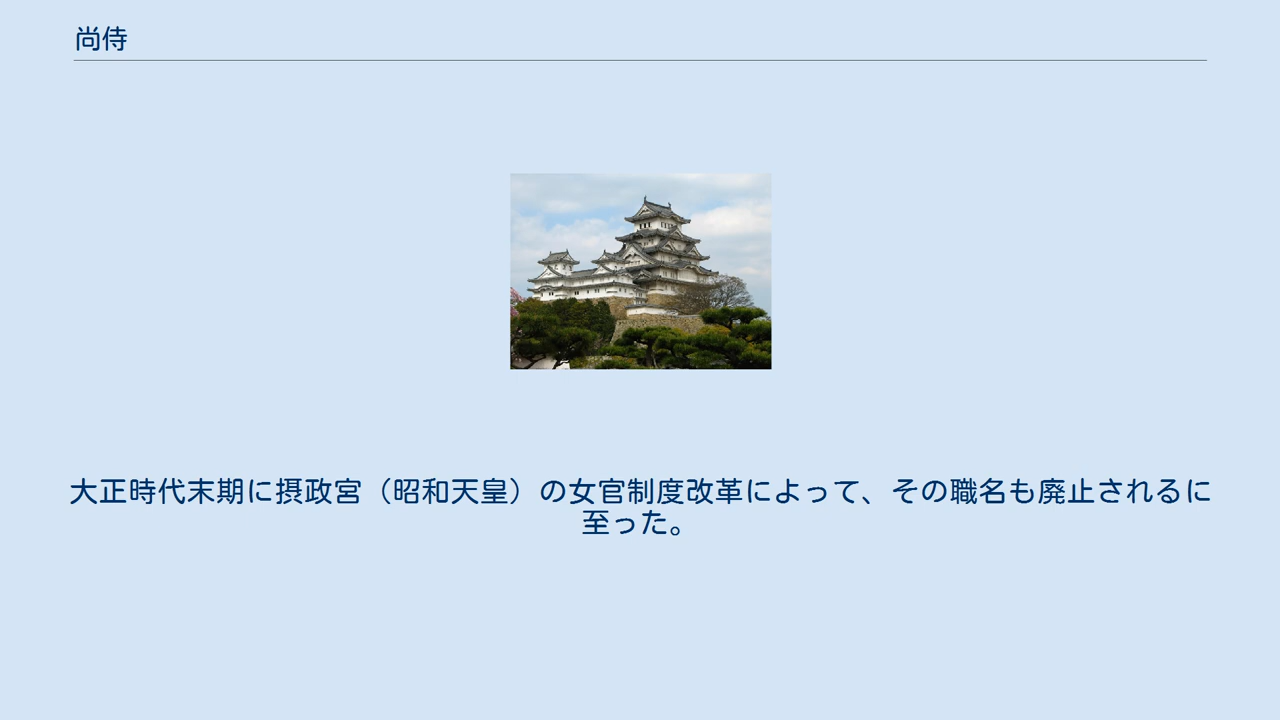 尚侍
大正時代末期に摂政宮（昭和天皇）の女官制度改革によって、その職名も廃止されるに
至った。